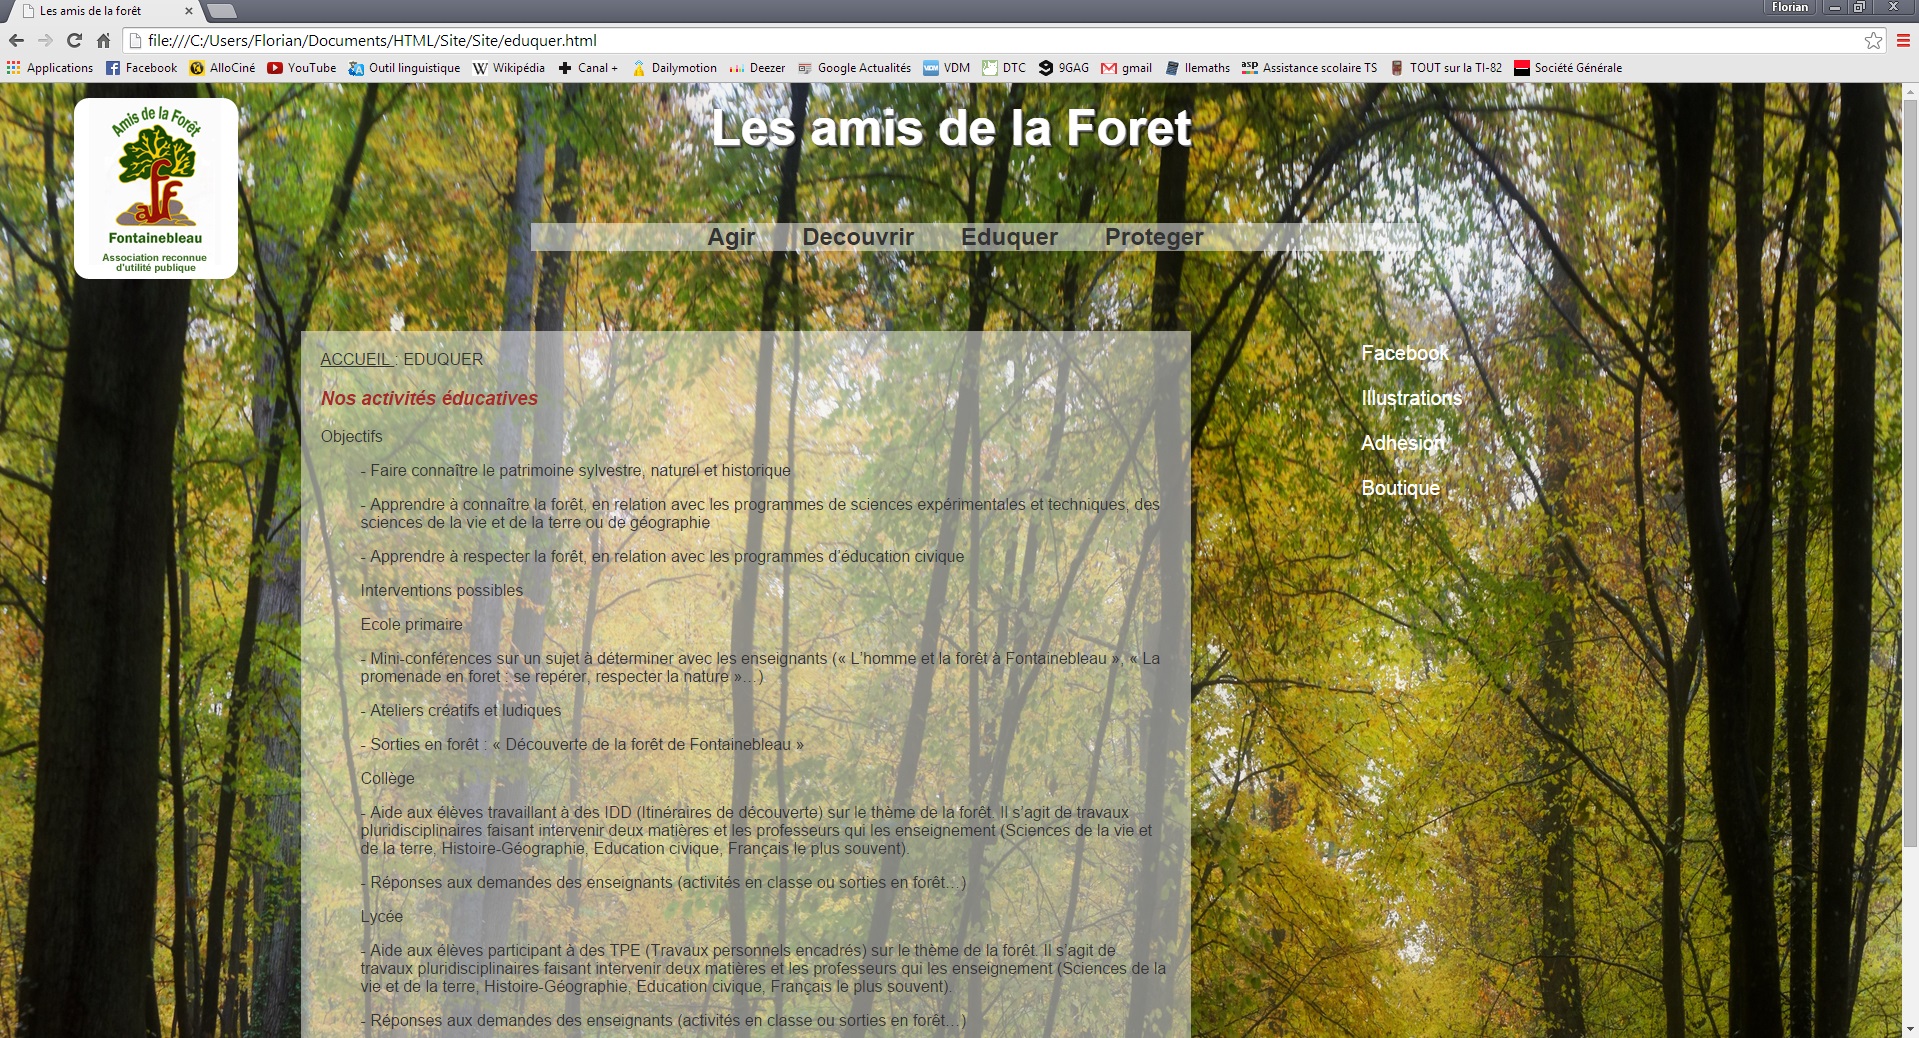 Les amis de la forêt
Florian
file:///C:/Users/Florian/Documents/HTML/Site/Site/eduquer.html
Applications Facebook AlloCiné YouTube Outil linguistique Wikipédia Canal + Dailymotion Deezer Google Actualités VDM DTC 9GAG gmail Ilemaths Assistance scolaire TS TOUT sur la TI-82 Société Générale
Amis de la Forêt
aff
Fontainebleau
Association reconnue
d'utilité publique
Les amis de la Foret
Agir Decouvrir Eduquer Proteger
ACCUEIL : EDUQUER
Nos activités éducatives
Objectifs
- Faire connaître le patrimoine sylvestre, naturel et historique
- Apprendre à connaître la forêt, en relation avec les programmes de sciences expérimentales et techniques, des
sciences de la vie et de la terre ou de géographie
- Apprendre à respecter la forêt, en relation avec les programmes d'éducation civique
Interventions possibles
Ecole primaire
- Mini-conférences sur un sujet à déterminer avec les enseignants (« L'homme et la forêt à Fontainebleau », « La
promenade en foret : se repérer, respecter la nature »…)
- Ateliers créatifs et ludiques
- Sorties en forêt : « Découverte de la forêt de Fontainebleau »
Collège
- Aide aux élèves travaillant à des IDD (Itinéraires de découverte) sur le thème de la forêt. Il s'agit de travaux
pluridisciplinaires faisant intervenir deux matières et les professeurs qui les enseignement (Sciences de la vie et
de la terre, Histoire-Géographie, Education civique, Français le plus souvent).
- Réponses aux demandes des enseignants (activités en classe ou sorties en forêt…)
Lycée
- Aide aux élèves participant à des TPE (Travaux personnels encadrés) sur le thème de la forêt. Il s'agit de
travaux pluridisciplinaires faisant intervenir deux matières et les professeurs qui les enseignement (Sciences de la
vie et de la terre, Histoire-Géographie, Education civique, Français le plus souvent).
- Réponses aux demandes des enseignants (activités en classe ou sorties en forêt…)
Facebook
Illustrations
Adhesion
Boutique